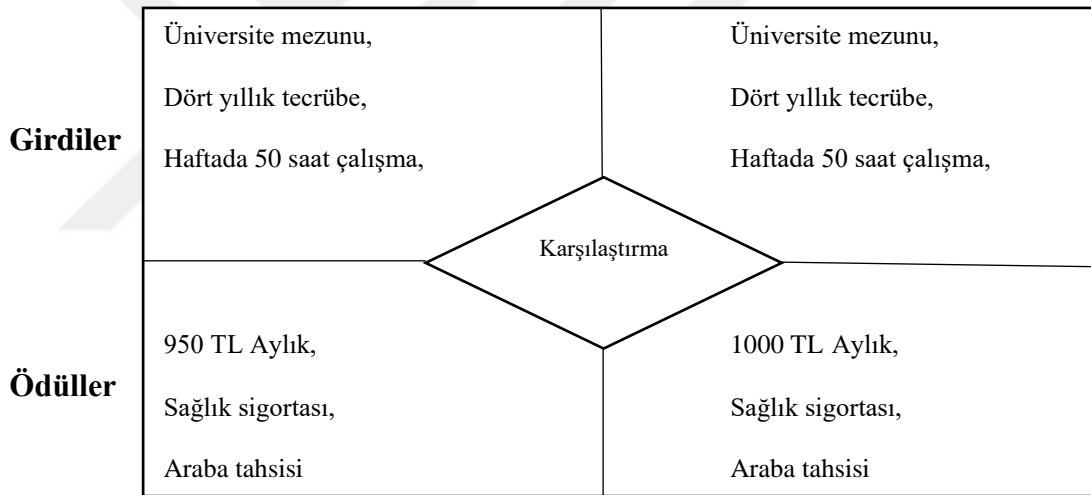 Girdiler
Üniversite mezunu,
Dört yıllık tecrübe,
Haftada 50 saat çalışma,
Üniversite mezunu,
Dört yıllık tecrübe,
Haftada 50 saat çalışma,
Karşılaştırma
Ödüller
950 TL Aylık,
Sağlık sigortası,
Araba tahsisi
1000 TL Aylık,
Sağlık sigortası,
Araba tahsisi